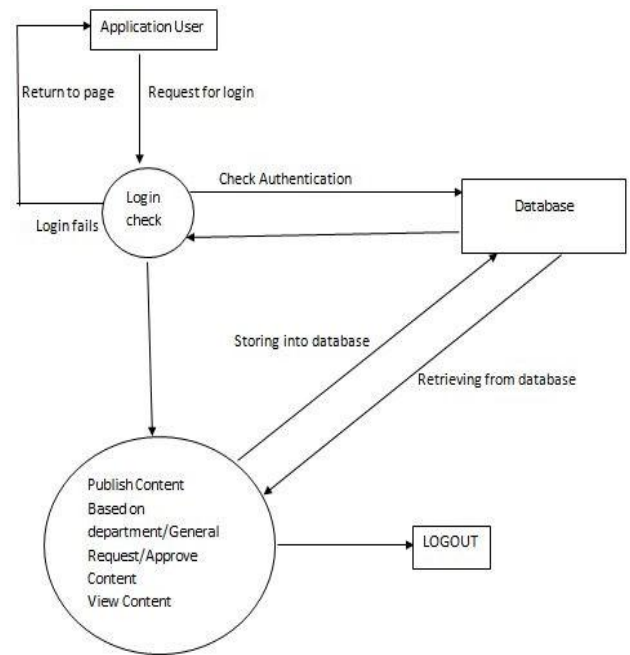 Application User
Return to page
Request for login
Check Authentication
Login
check
Database
Login fails
Storing into database
Retrieving from database
Publish Content
Based on
department/General
Request/Approve
Content
View Content
LOGOUT